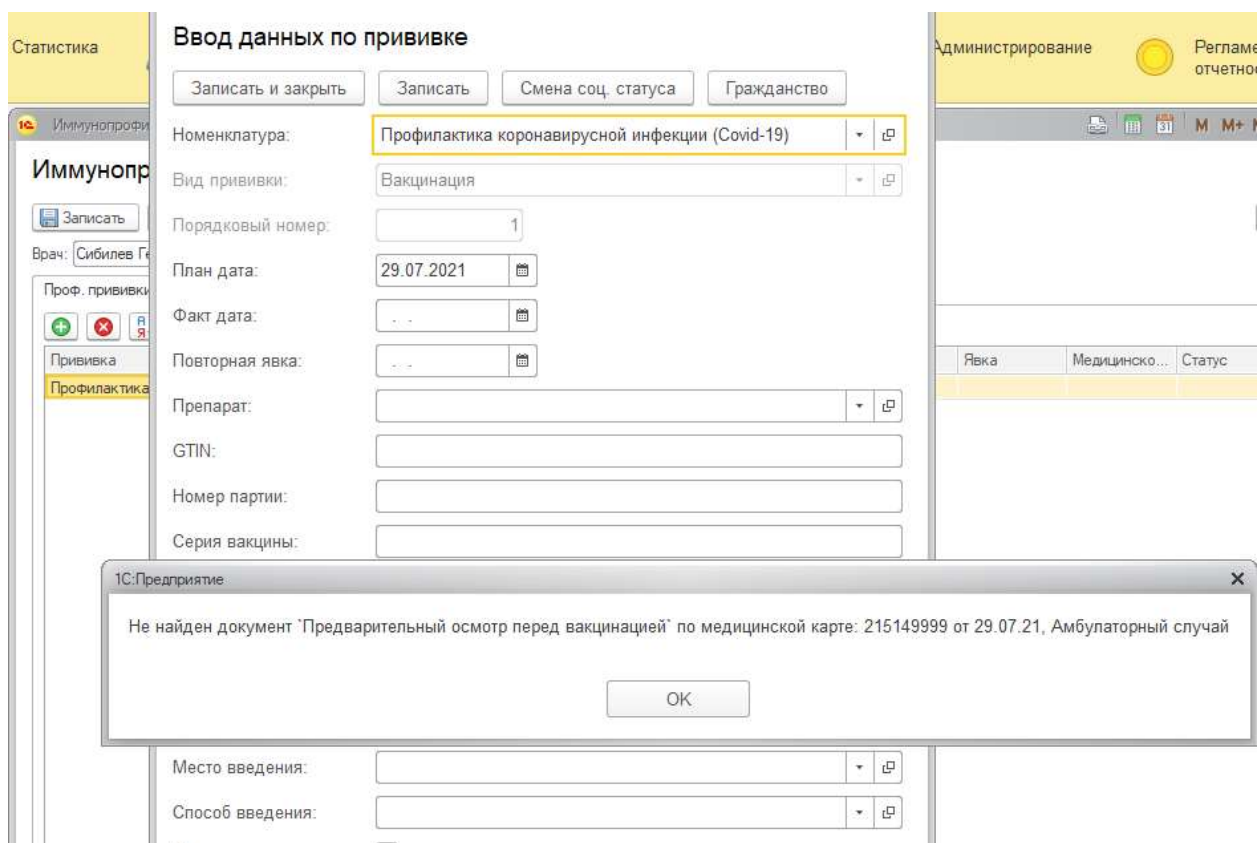 Статистика
Ввод данных по прививке
Администрирование
Регламе
отчетнос
Записать и закрыть
Записать
Смена соц. статуса
Гражданство
Иммунопрофи
M M+
Номенклатура:
Профилактика коронавирусной инфекции (Covid-19)
Иммунопр
Вид прививки:
Вакцинация
Записать
Порядковый номер:
1
Врач: Сибилев Ге
План дата:
29.07.2021
Проф. прививки
Факт дата:
. .
Прививка
Повторная явка:
. .
Явка
Медицинско...
Статус
Профилактика
Препарат:
GTIN:
Номер партии:
Серия вакцины:
1С:Предприятие
Не найден документ `Предварительный осмотр перед вакцинацией` по медицинской карте: 215149999 от 29.07.21, Амбулаторный случай
OK
Место введения:
Способ введения: